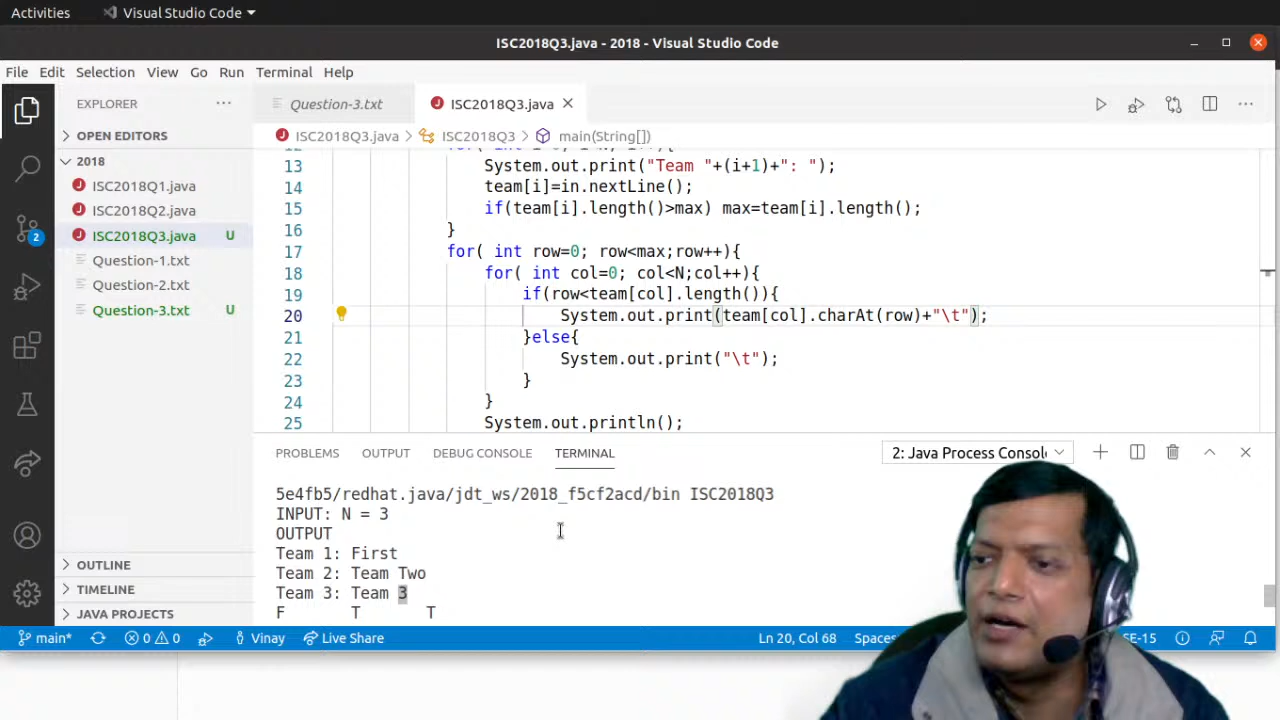 Activities
Visual Studio Code
ISC2018Q3.java - 2018 - Visual Studio Code
File Edit Selection View Go Run Terminal Help
EXPLORER
Question-3.txt
ISC2018Q3.java
OPEN EDITORS
ISC2018Q3.java > ISC2018Q3 > main(String[])
2018
ISC2018Q1.java
ISC2018Q2.java
ISC2018Q3.java U
Question-1.txt
Question-2.txt
Question-3.txt U
2
13 System.out.print("Team "+(i+1)+": ");
14 team[i]=in.nextLine();
15 if(team[i].length()>max) max=team[i].length();
16 }
17 for( int row=0; row<max;row++){
18 for( int col=0; col<N;col++){
19 if(row<team[col].length()){
20 System.out.print(team[col].charAt(row)+"\t");
21 }else{
22 System.out.print("\t");
23 }
24 }
25 System.out.println();
PROBLEMS OUTPUT DEBUG CONSOLE TERMINAL
2: Java Process Consol
5e4fb5/redhat.java/jdt_ws/2018_f5cf2acd/bin ISC2018Q3
INPUT: N = 3
OUTPUT
Team 1: First
Team 2: Team Two
Team 3: Team 3
F T T
OUTLINE
TIMELINE
JAVA PROJECTS
main* 0 0 Vinay Live Share Ln 20, Col 68 Spaces SE-15